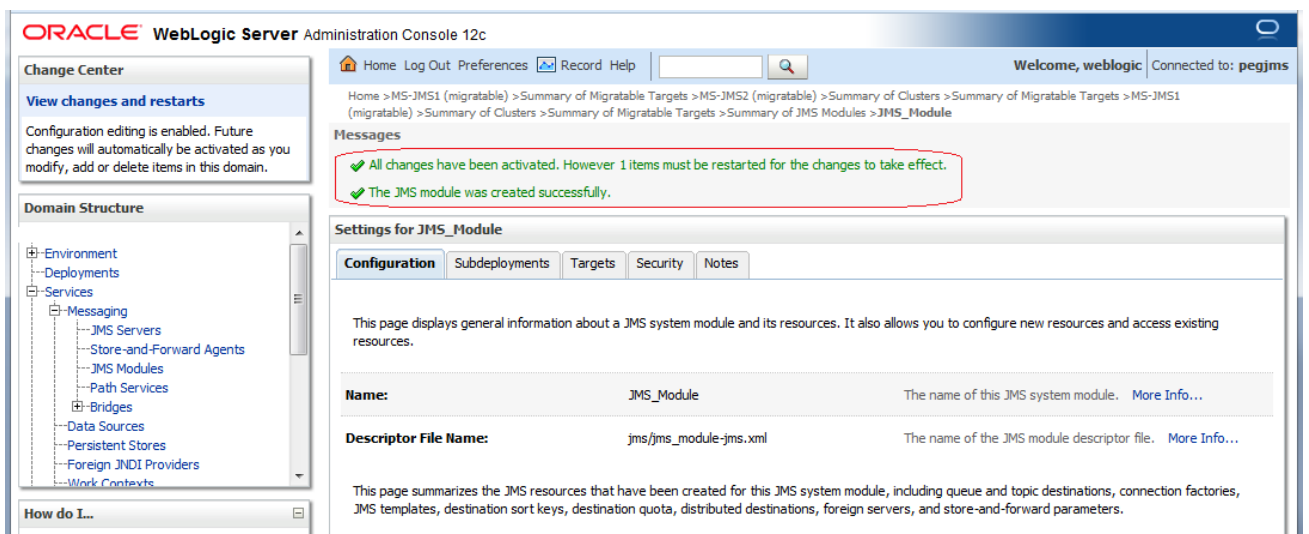 ORACLE WebLogic Server Administration Console 12c
Change Center
View changes and restarts
Configuration editing is enabled. Future
changes will automatically be activated as you
modify, add or delete items in this domain.
Domain Structure
Environment
Deployments
Services
Messaging
JMS Servers
Store-and-Forward Agents
JMS Modules
Path Services
Bridges
Data Sources
Persistent Stores
Foreign JNDI Providers
Work Contexts
How do I...
Home Log Out Preferences Record Help
Welcome, weblogic Connected to: pegjms
Home >MS-JMS1 (migratable) >Summary of Migratable Targets >MS-JMS2 (migratable) >Summary of Clusters >Summary of Migratable Targets >MS-JMS1
(migratable) >Summary of Clusters >Summary of Migratable Targets >Summary of JMS Modules >JMS_Module
Messages
All changes have been activated. However 1 items must be restarted for the changes to take effect.
The JMS module was created successfully.
Settings for JMS_Module
Configuration Subdeployments Targets Security Notes
This page displays general information about a JMS system module and its resources. It also allows you to configure new resources and access existing
resources.
Name: JMS_Module The name of this JMS system module. More Info...
Descriptor File Name: jms/jms_module-jms.xml The name of the JMS module descriptor file. More Info...
This page summarizes the JMS resources that have been created for this JMS system module, including queue and topic destinations, connection factories,
JMS templates, destination sort keys, destination quota, distributed destinations, foreign servers, and store-and-forward parameters.